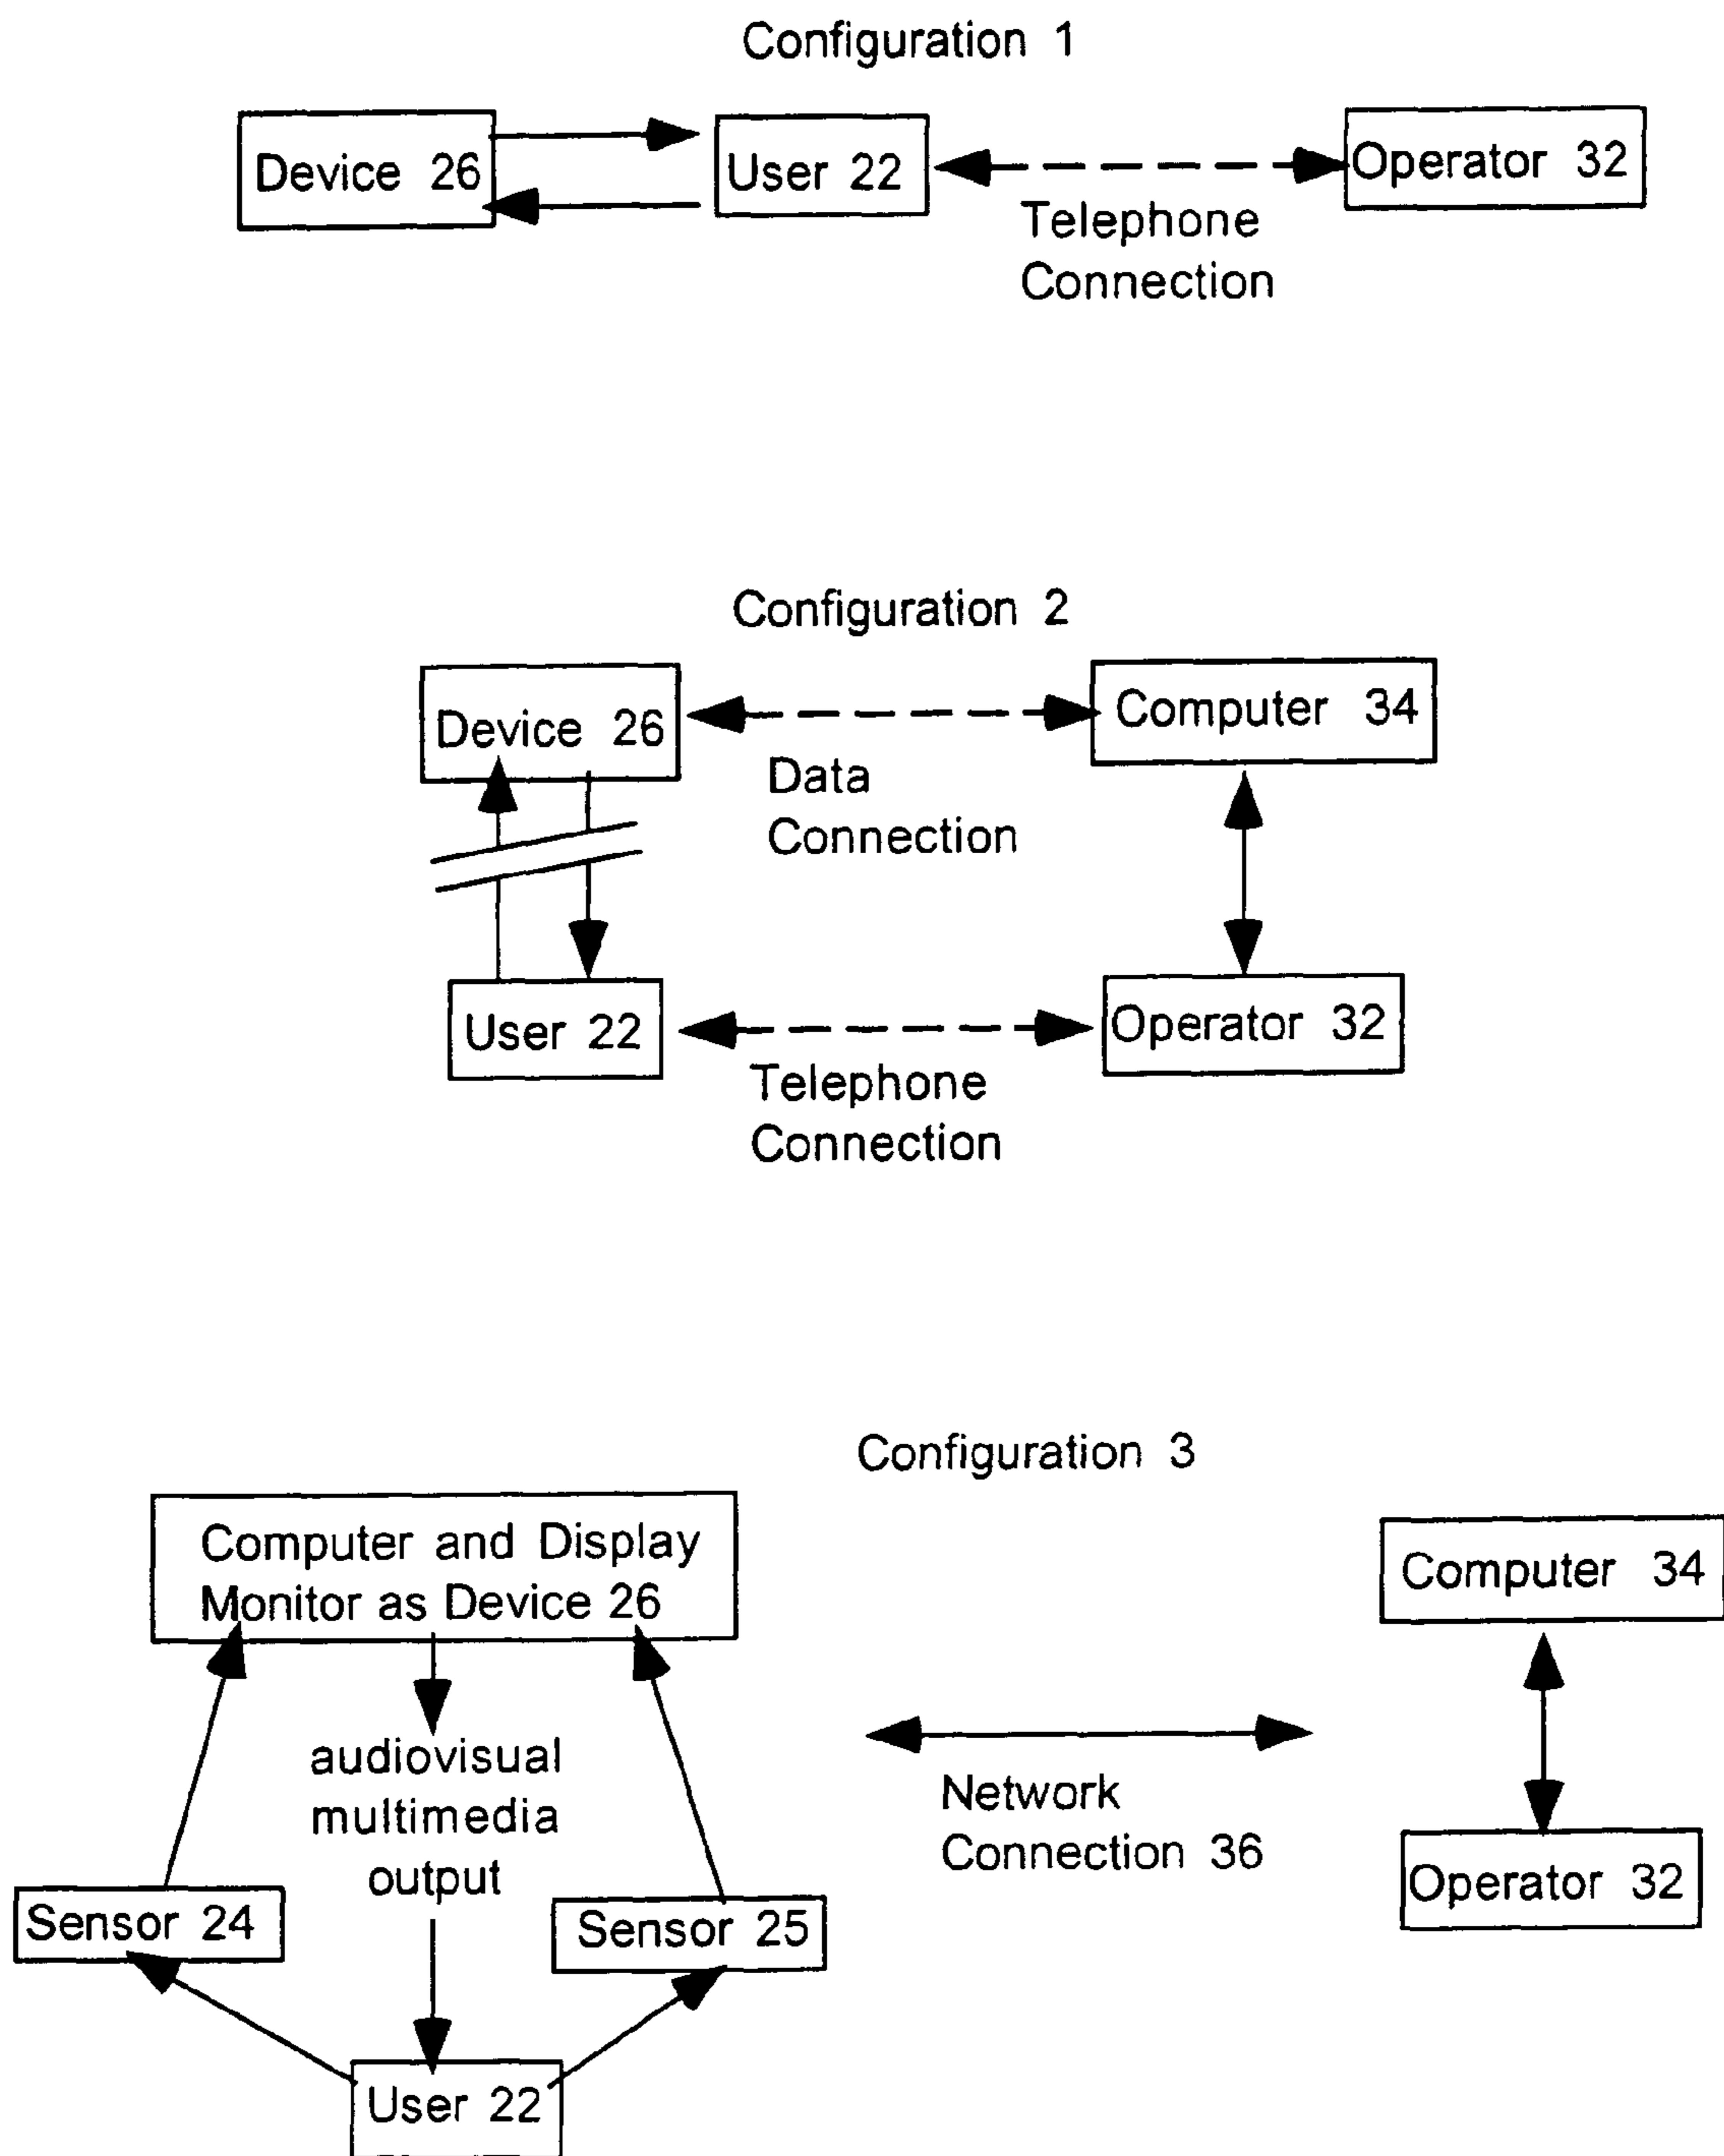 Configuration 1
Device 26
User 22
Operator 32
Telephone
Connection
Configuration 2
Device 26
Computer 34
Data
Connection
User 22
Operator 32
Telephone
Connection
Configuration 3
Computer and Display
Monitor as Device 26
Computer 34
audiovisual
multimedia
output
Network
Connection 36
Sensor 24
Sensor 25
Operator 32
User 22